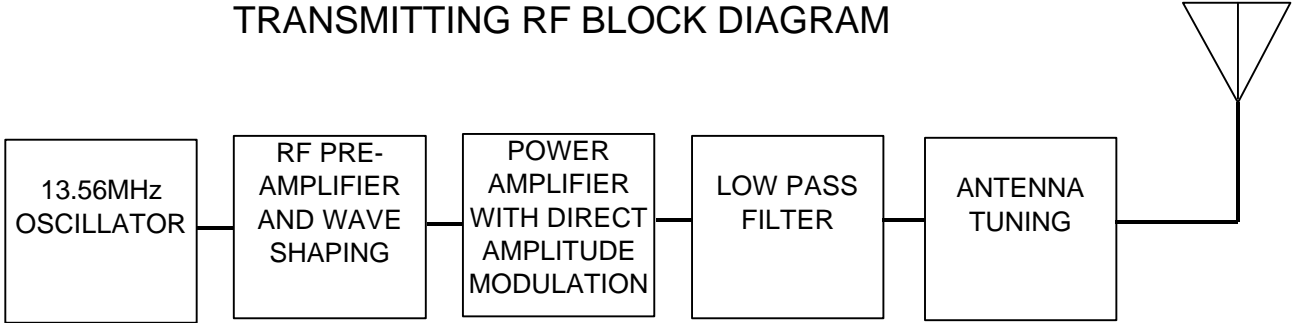 TRANSMITTING RF BLOCK DIAGRAM
13.56MHz
OSCILLATOR
RF PRE-
AMPLIFIER
AND WAVE
SHAPING
POWER
AMPLIFIER
WITH DIRECT
AMPLITUDE
MODULATION
LOW PASS
FILTER
ANTENNA
TUNING